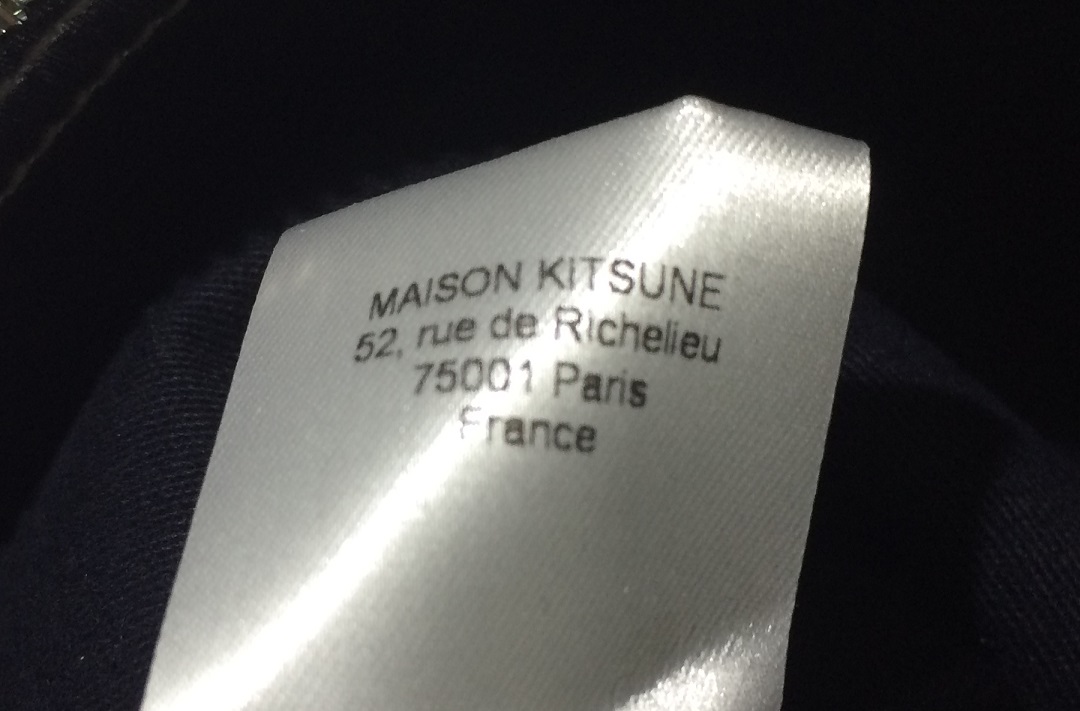 MAISON KITSUNE
52, rue de Richelieu
75001 Paris
France